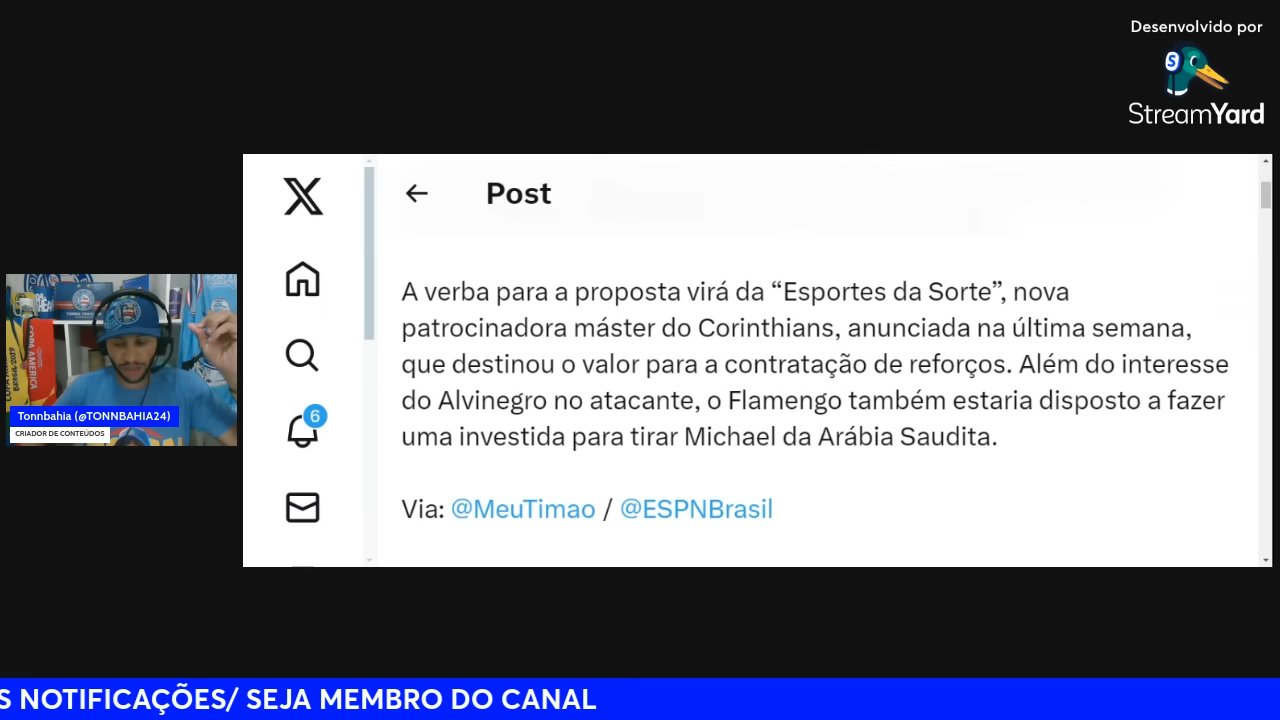 Desenvolvido por
StreamYard
Post
A verba para a proposta virá da “Esportes da Sorte”, nova
patrocinadora máster do Corinthians, anunciada na última semana,
que destinou o valor para a contratação de reforços. Além do interesse
do Alvinegro no atacante, o Flamengo também estaria disposto a fazer
uma investida para tirar Michael da Arábia Saudita.
Via: @MeuTimao / @ESPNBrasil
6
COPA AMERICA
Tonnbahia (@TONNBAHIA24)
CRIADOR DE CONTEÚDOS
S NOTIFICAÇÕES/ SEJA MEMBRO DO CANAL